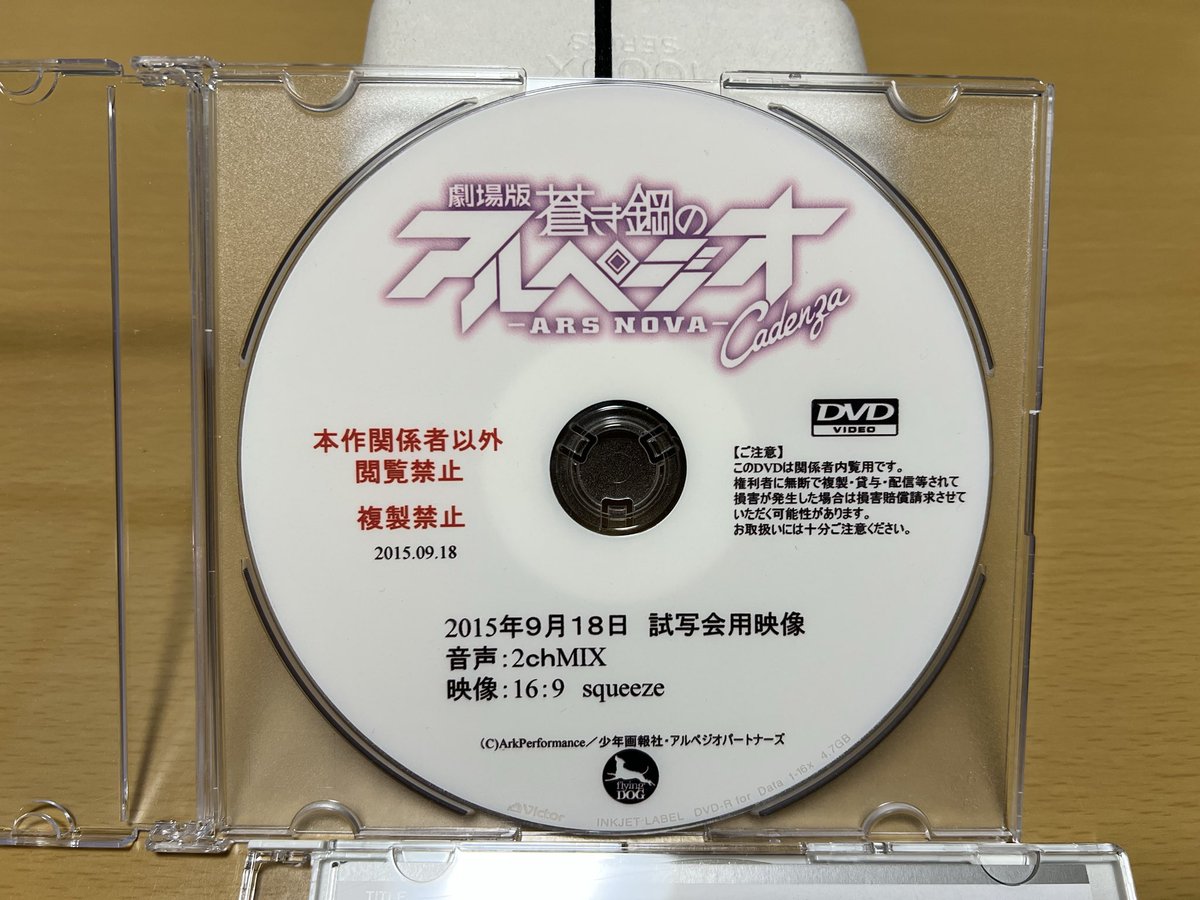 SERIES
劇場版 蒼き鋼の
アルペジオ
-ARS NOVA-
Cadenza
本作関係者以外
閲覧禁止
複製禁止
2015.09.18
DVD
VIDEO
【ご注意】
このDVDは関係者内覧用です。
権利者に無断で複製・貸与・配信等されて
損害が発生した場合は損害賠償請求させて
いただく可能性があります。
お取扱いには十分ご注意ください。
2015年9月18日 試写会用映像
音声:2chMIX
映像:16:9 squeeze
(C)ArkPerformance／少年画報社・アルペジオパートナーズ
flying
DOG
Victor
INKJET LABEL DVD-R for Data 1-16x 4.7GB
TITLE